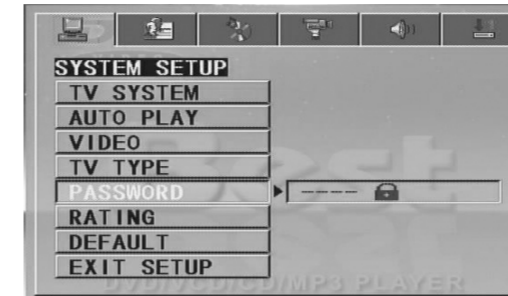 SYSTEM SETUP
TV SYSTEM
AUTO PLAY
VIDEO
TV TYPE
PASSWORD
----
RATING
DEFAULT
EXIT SETUP
Best
DVD/VCD/CD/MP3 PLAYER